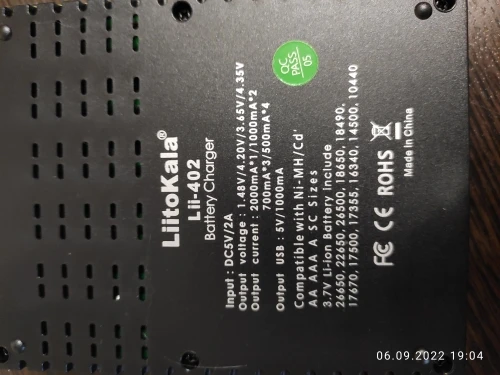 LiitoKala®
Lii-402
Battery Charger
Input : DC5V/2A
Output voltage : 1.48V/4.20V/3.65V/4.35V
Output current : 2000mA*1/1000mA*2
700mA*3/500mA*4
Output USB : 5V/1000mA
Compatible with Ni-MH/Cd'
AA AAA A SC Sizes
3.7V Li-ion Battery Include
26650, 22650, 26500, 18650, 18490,
17670, 17500, 17355, 16340, 14500, 10440
FC CE ROHS
Made In China
QC
PASS
05
06.09.2022 19:04